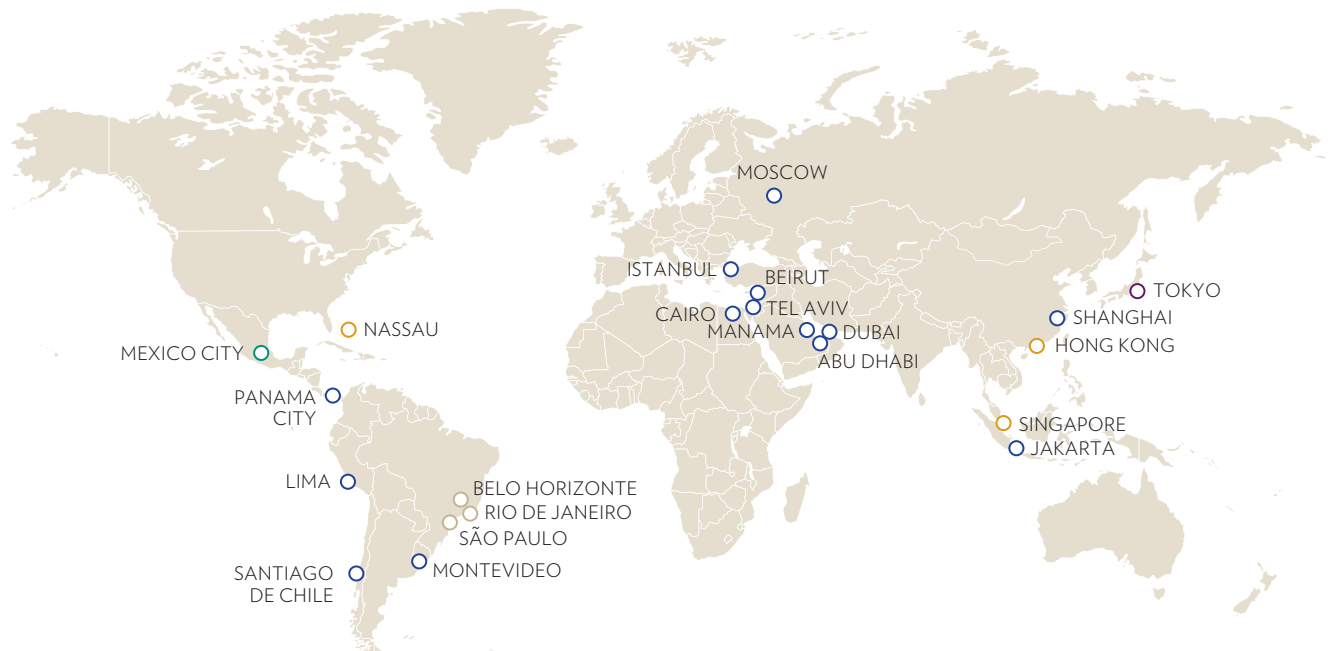 MOSCOW
ISTANBUL
BEIRUT
CAIRO
TEL AVIV
TOKYO
SHANGHAI
MANAMA
DUBAI
NASSAU
HONG KONG
MEXICO CITY
ABU DHABI
PANAMA
CITY
SINGAPORE
JAKARTA
LIMA
BELO HORIZONTE
RIO DE JANEIRO
SÃO PAULO
MONTEVIDEO
SANTIAGO
DE CHILE